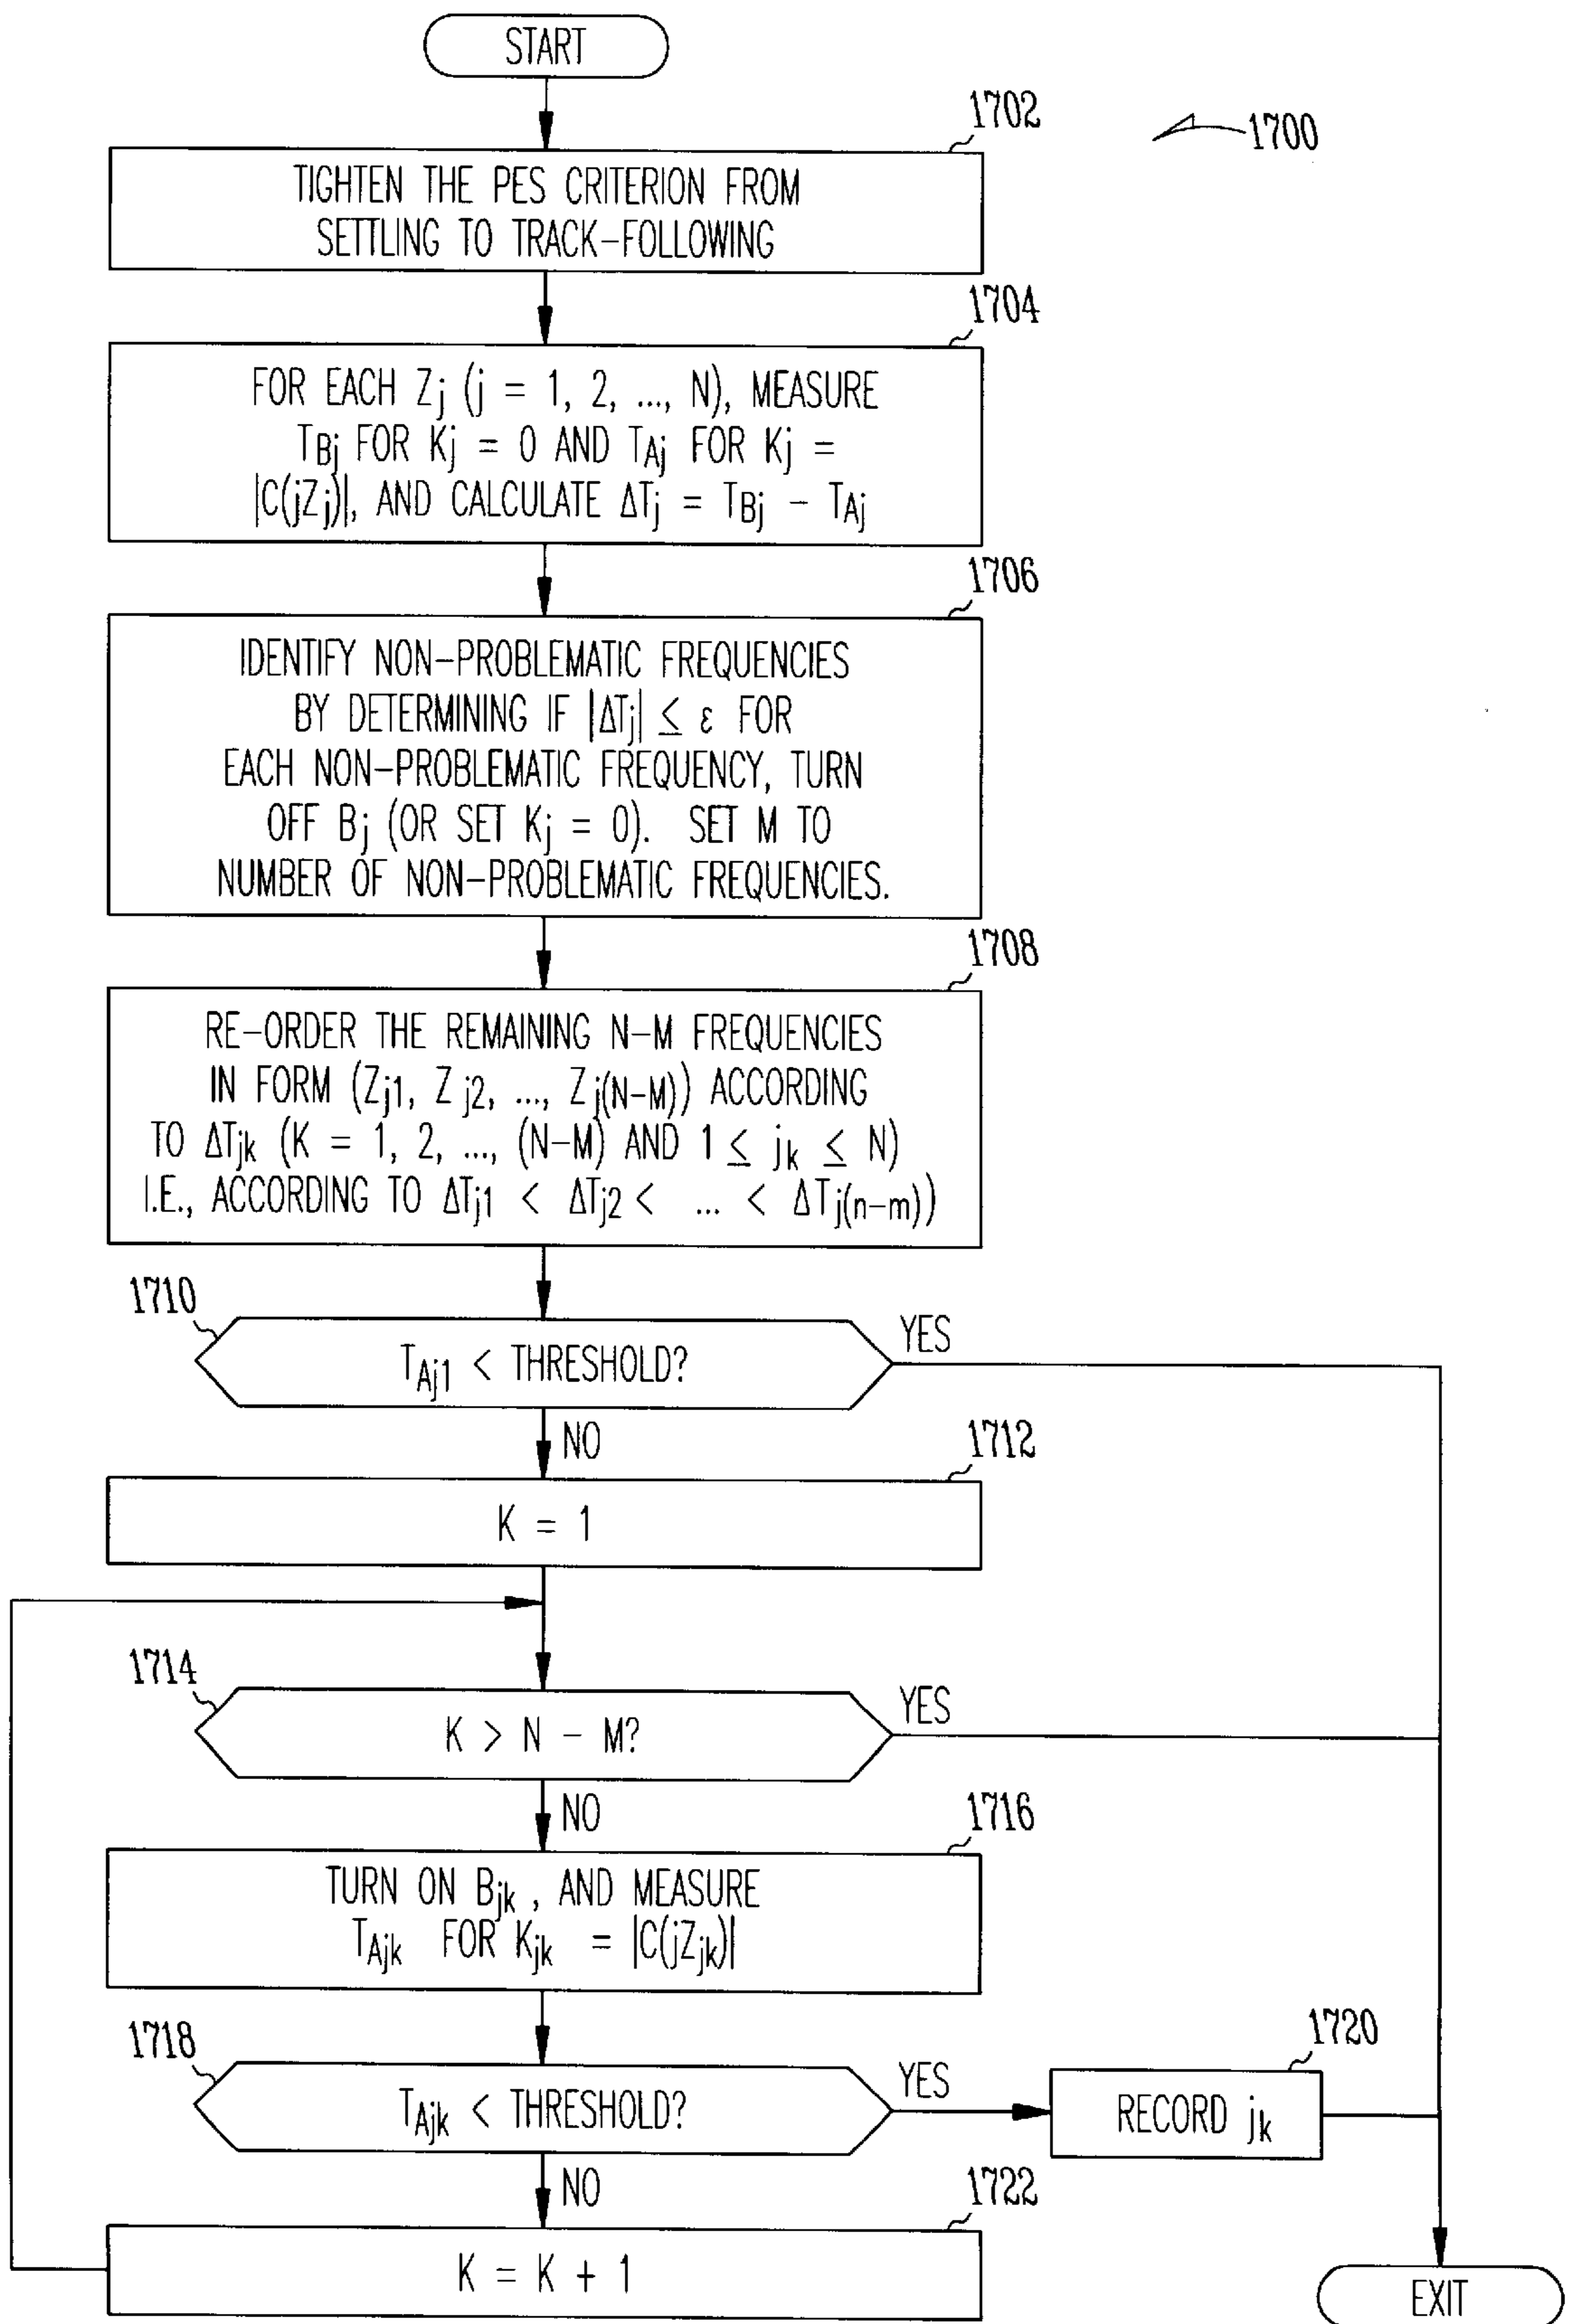 START
1702
1700
TIGHTEN THE PES CRITERION FROM
SETTLING TO TRACK-FOLLOWING
1704
FOR EACH Zj (j = 1, 2, ..., N), MEASURE
TBj FOR Kj = 0 AND TAj FOR Kj =
|C(jZj)|, AND CALCULATE ΔTj = TBj - TAj
1706
IDENTIFY NON-PROBLEMATIC FREQUENCIES
BY DETERMINING IF |ΔTj| ≤ ε FOR
EACH NON-PROBLEMATIC FREQUENCY, TURN
OFF Bj (OR SET Kj = 0). SET M TO
NUMBER OF NON-PROBLEMATIC FREQUENCIES.
1708
RE-ORDER THE REMAINING N-M FREQUENCIES
IN FORM (Zj1, Zj2, ..., Zj(N-M)) ACCORDING
TO ΔTjk (K = 1, 2, ..., (N-M) AND 1 ≤ jk ≤ N)
I.E., ACCORDING TO ΔTj1 < ΔTj2 < ... < ΔTj(n-m))
1710
TAj1 < THRESHOLD?
YES
NO
1712
K = 1
1714
K > N - M?
YES
NO
1716
TURN ON Bjk, AND MEASURE
TAjk FOR Kjk = |C(jZjk)|
1718
TAjk < THRESHOLD?
YES
1720
RECORD jk
NO
1722
K = K + 1
EXIT